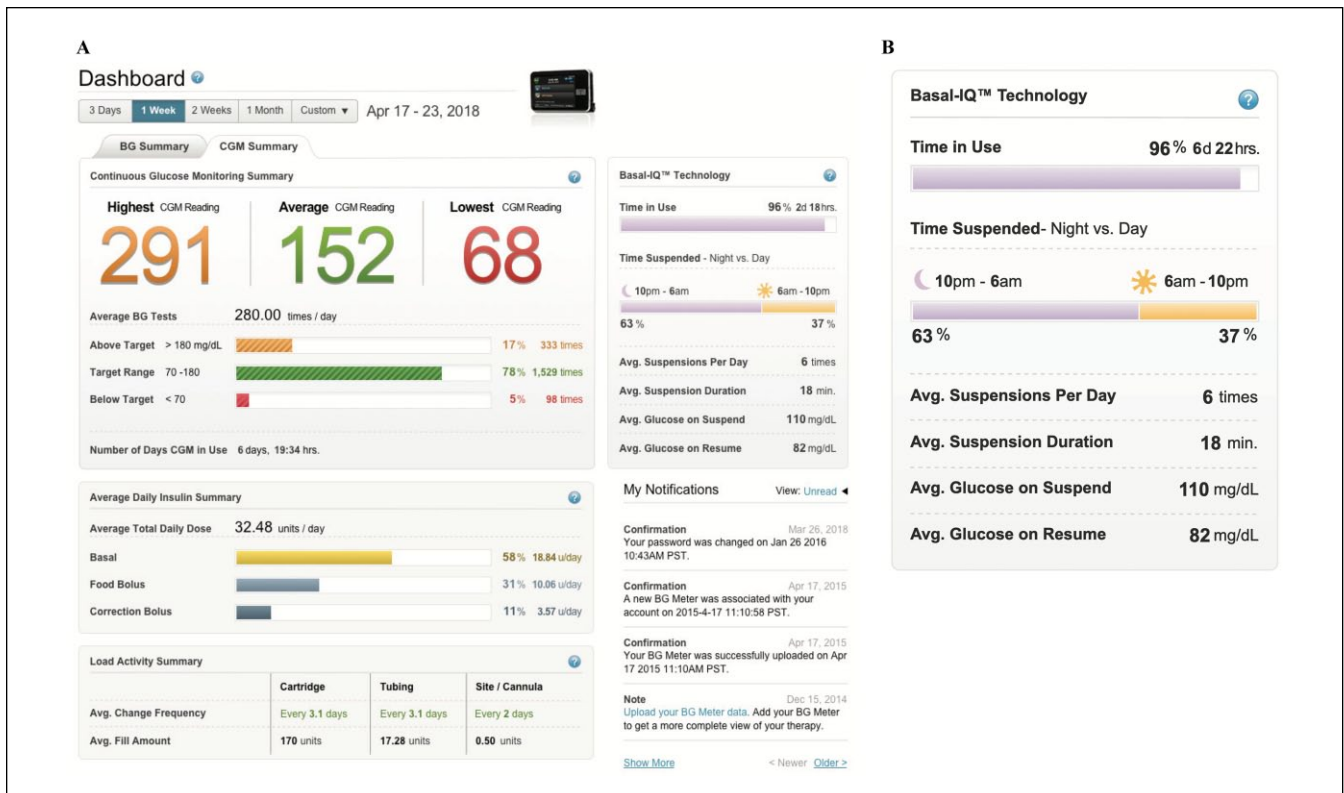 A
Dashboard ?
3 Days 1 Week 2 Weeks 1 Month Custom ▼ Apr 17 - 23, 2018
BG Summary CGM Summary
Continuous Glucose Monitoring Summary ?
Highest CGM Reading Average CGM Reading Lowest CGM Reading
291 152 68
Average BG Tests 280.00 times / day
Above Target > 180 mg/dL 17% 333 times
Target Range 70 -180 78% 1,529 times
Below Target < 70 5% 98 times
Number of Days CGM in Use 6 days, 19:34 hrs.
Average Daily Insulin Summary ?
Average Total Daily Dose 32.48 units / day
Basal 58% 18.84 u/day
Food Bolus 31% 10.06 u/day
Correction Bolus 11% 3.57 u/day
Load Activity Summary ?
Cartridge Tubing Site / Cannula
Avg. Change Frequency Every 3.1 days Every 3.1 days Every 2 days
Avg. Fill Amount 170 units 17.28 units 0.50 units
Basal-IQ™ Technology ?
Time in Use 96% 2d 18hrs.
Time Suspended - Night vs. Day
10pm - 6am 6am - 10pm
63 % 37 %
Avg. Suspensions Per Day 6 times
Avg. Suspension Duration 18 min.
Avg. Glucose on Suspend 110 mg/dL
Avg. Glucose on Resume 82 mg/dL
My Notifications View: Unread ◀
Confirmation Mar 26, 2018
Your password was changed on Jan 26 2016
10:43AM PST.
Confirmation Apr 17, 2015
A new BG Meter was associated with your
account on 2015-4-17 11:10:58 PST.
Confirmation Apr 17, 2015
Your BG Meter was successfully uploaded on Apr
17 2015 11:10AM PST.
Note Dec 15, 2014
Upload your BG Meter data. Add your BG Meter
to get a more complete view of your therapy.
Show More < Newer Older >
B
Basal-IQ™ Technology ?
Time in Use 96% 6d 22hrs.
Time Suspended- Night vs. Day
10pm - 6am 6am - 10pm
63 % 37 %
Avg. Suspensions Per Day 6 times
Avg. Suspension Duration 18 min.
Avg. Glucose on Suspend 110 mg/dL
Avg. Glucose on Resume 82 mg/dL